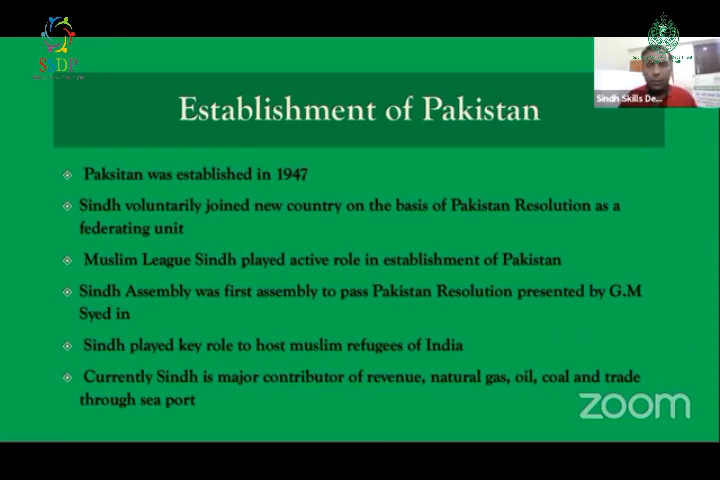 SSDP
Sindh Skills De...
Establishment of Pakistan
Paksitan was established in 1947
Sindh voluntarily joined new country on the basis of Pakistan Resolution as a
federating unit
Muslim League Sindh played active role in establishment of Pakistan
Sindh Assembly was first assembly to pass Pakistan Resolution presented by G.M
Syed in
Sindh played key role to host muslim refugees of India
Currently Sindh is major contributor of revenue, natural gas, oil, coal and trade
through sea port
zoom